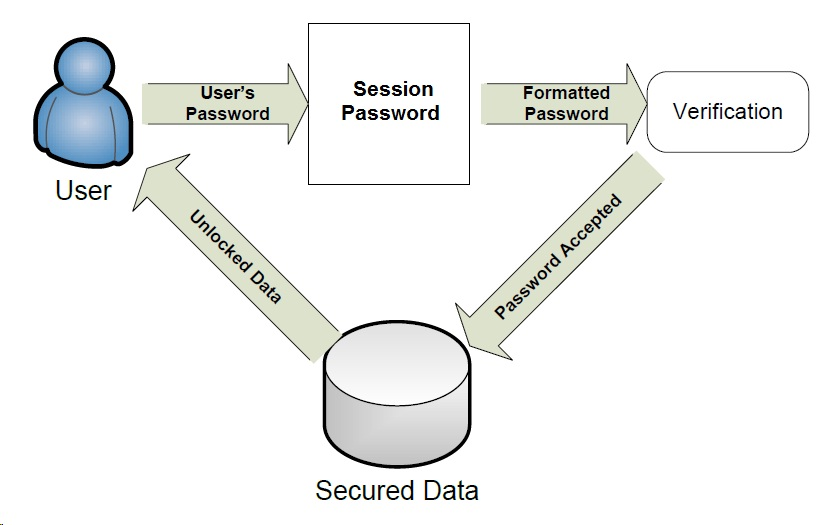 User's
Password
Session
Password
Formatted
Password
Verification
User
Unlocked Data
Password Accepted
Secured Data